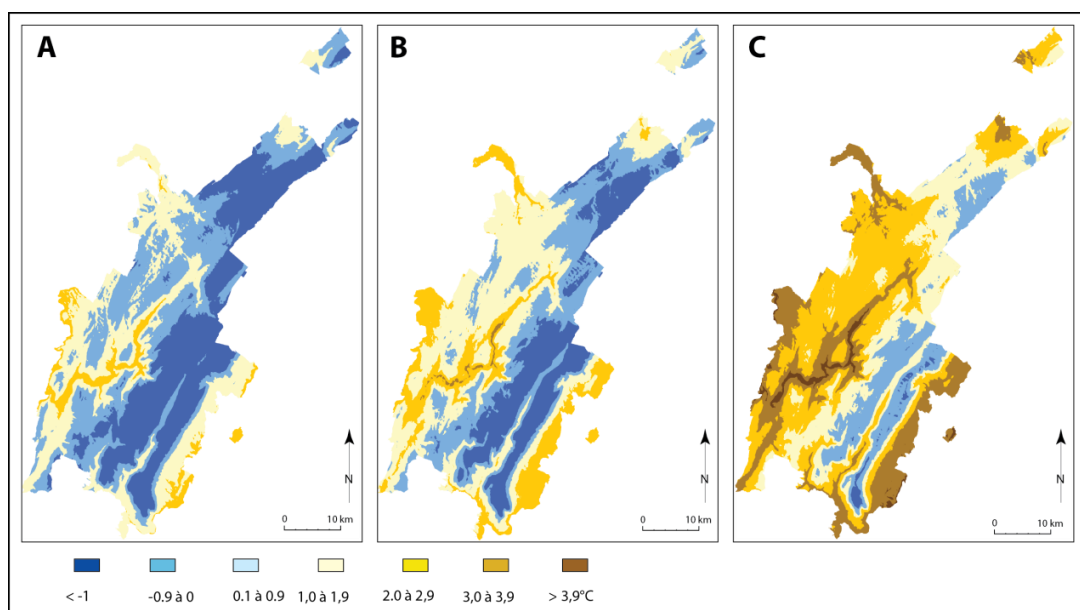 A
B
C
N
0 10 km
N
0 10 km
N
0 10 km
< -1
-0.9 à 0
0.1 à 0.9
1,0 à 1,9
2.0 à 2,9
3,0 à 3,9
> 3,9°C